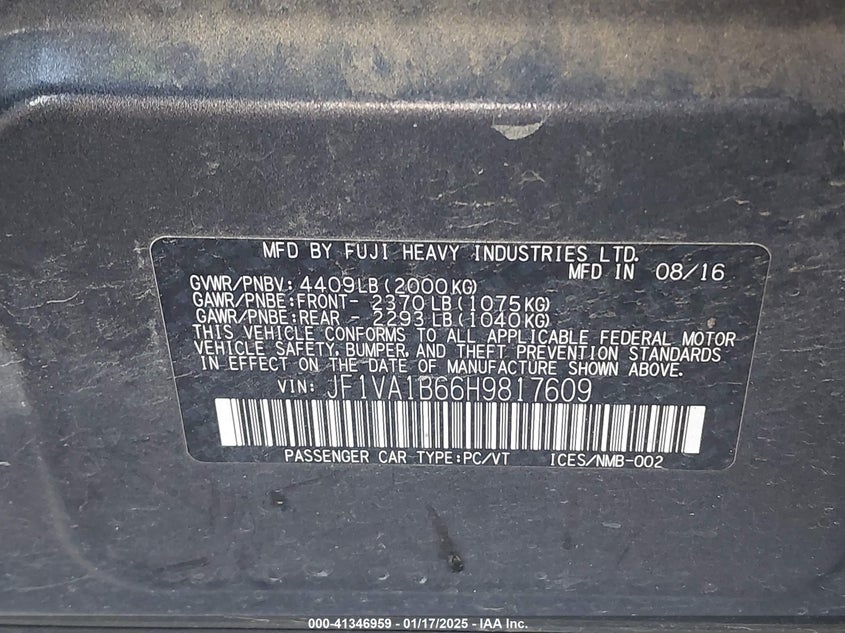 MFD BY FUJI HEAVY INDUSTRIES LTD.
MFD IN 08/16
GVWR/PNBV: 4409LB (2000KG)
GAWR/PNBE:FRONT- 2370 LB (1075KG)
GAWR/PNBE:REAR - 2293 LB (1040KG)
THIS VEHICLE CONFORMS TO ALL APPLICABLE FEDERAL MOTOR
VEHICLE SAFETY, BUMPER, AND THEFT PREVENTION STANDARDS
IN EFFECT ON THE DATE OF MANUFACTURE SHOWN ABOVE.
VIN: JF1VA1B66H9817609
PASSENGER CAR TYPE:PC/VT ICES/NMB-002
000-41346959 - 01/17/2025 - IAA Inc.